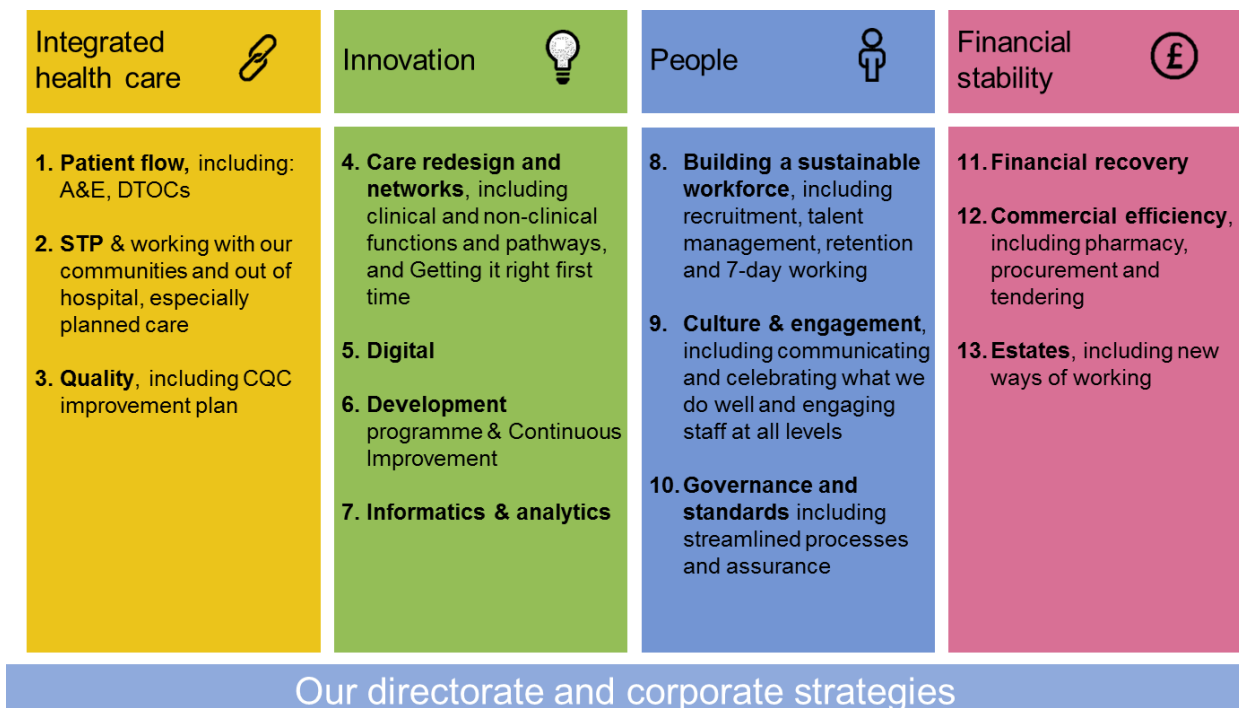 Integrated
health care
Innovation
People
Financial
stability
£
1. Patient flow, including:
A&E, DTOCs
2. STP & working with our
communities and out of
hospital, especially
planned care
3. Quality, including CQC
improvement plan
4. Care redesign and
networks, including
clinical and non-clinical
functions and pathways,
and Getting it right first
time
5. Digital
6. Development
programme & Continuous
Improvement
7. Informatics & analytics
8. Building a sustainable
workforce, including
recruitment, talent
management, retention
and 7-day working
9. Culture & engagement,
including communicating
and celebrating what we
do well and engaging
staff at all levels
10. Governance and
standards including
streamlined processes
and assurance
11. Financial recovery
12. Commercial efficiency,
including pharmacy,
procurement and
tendering
13. Estates, including new
ways of working
Our directorate and corporate strategies